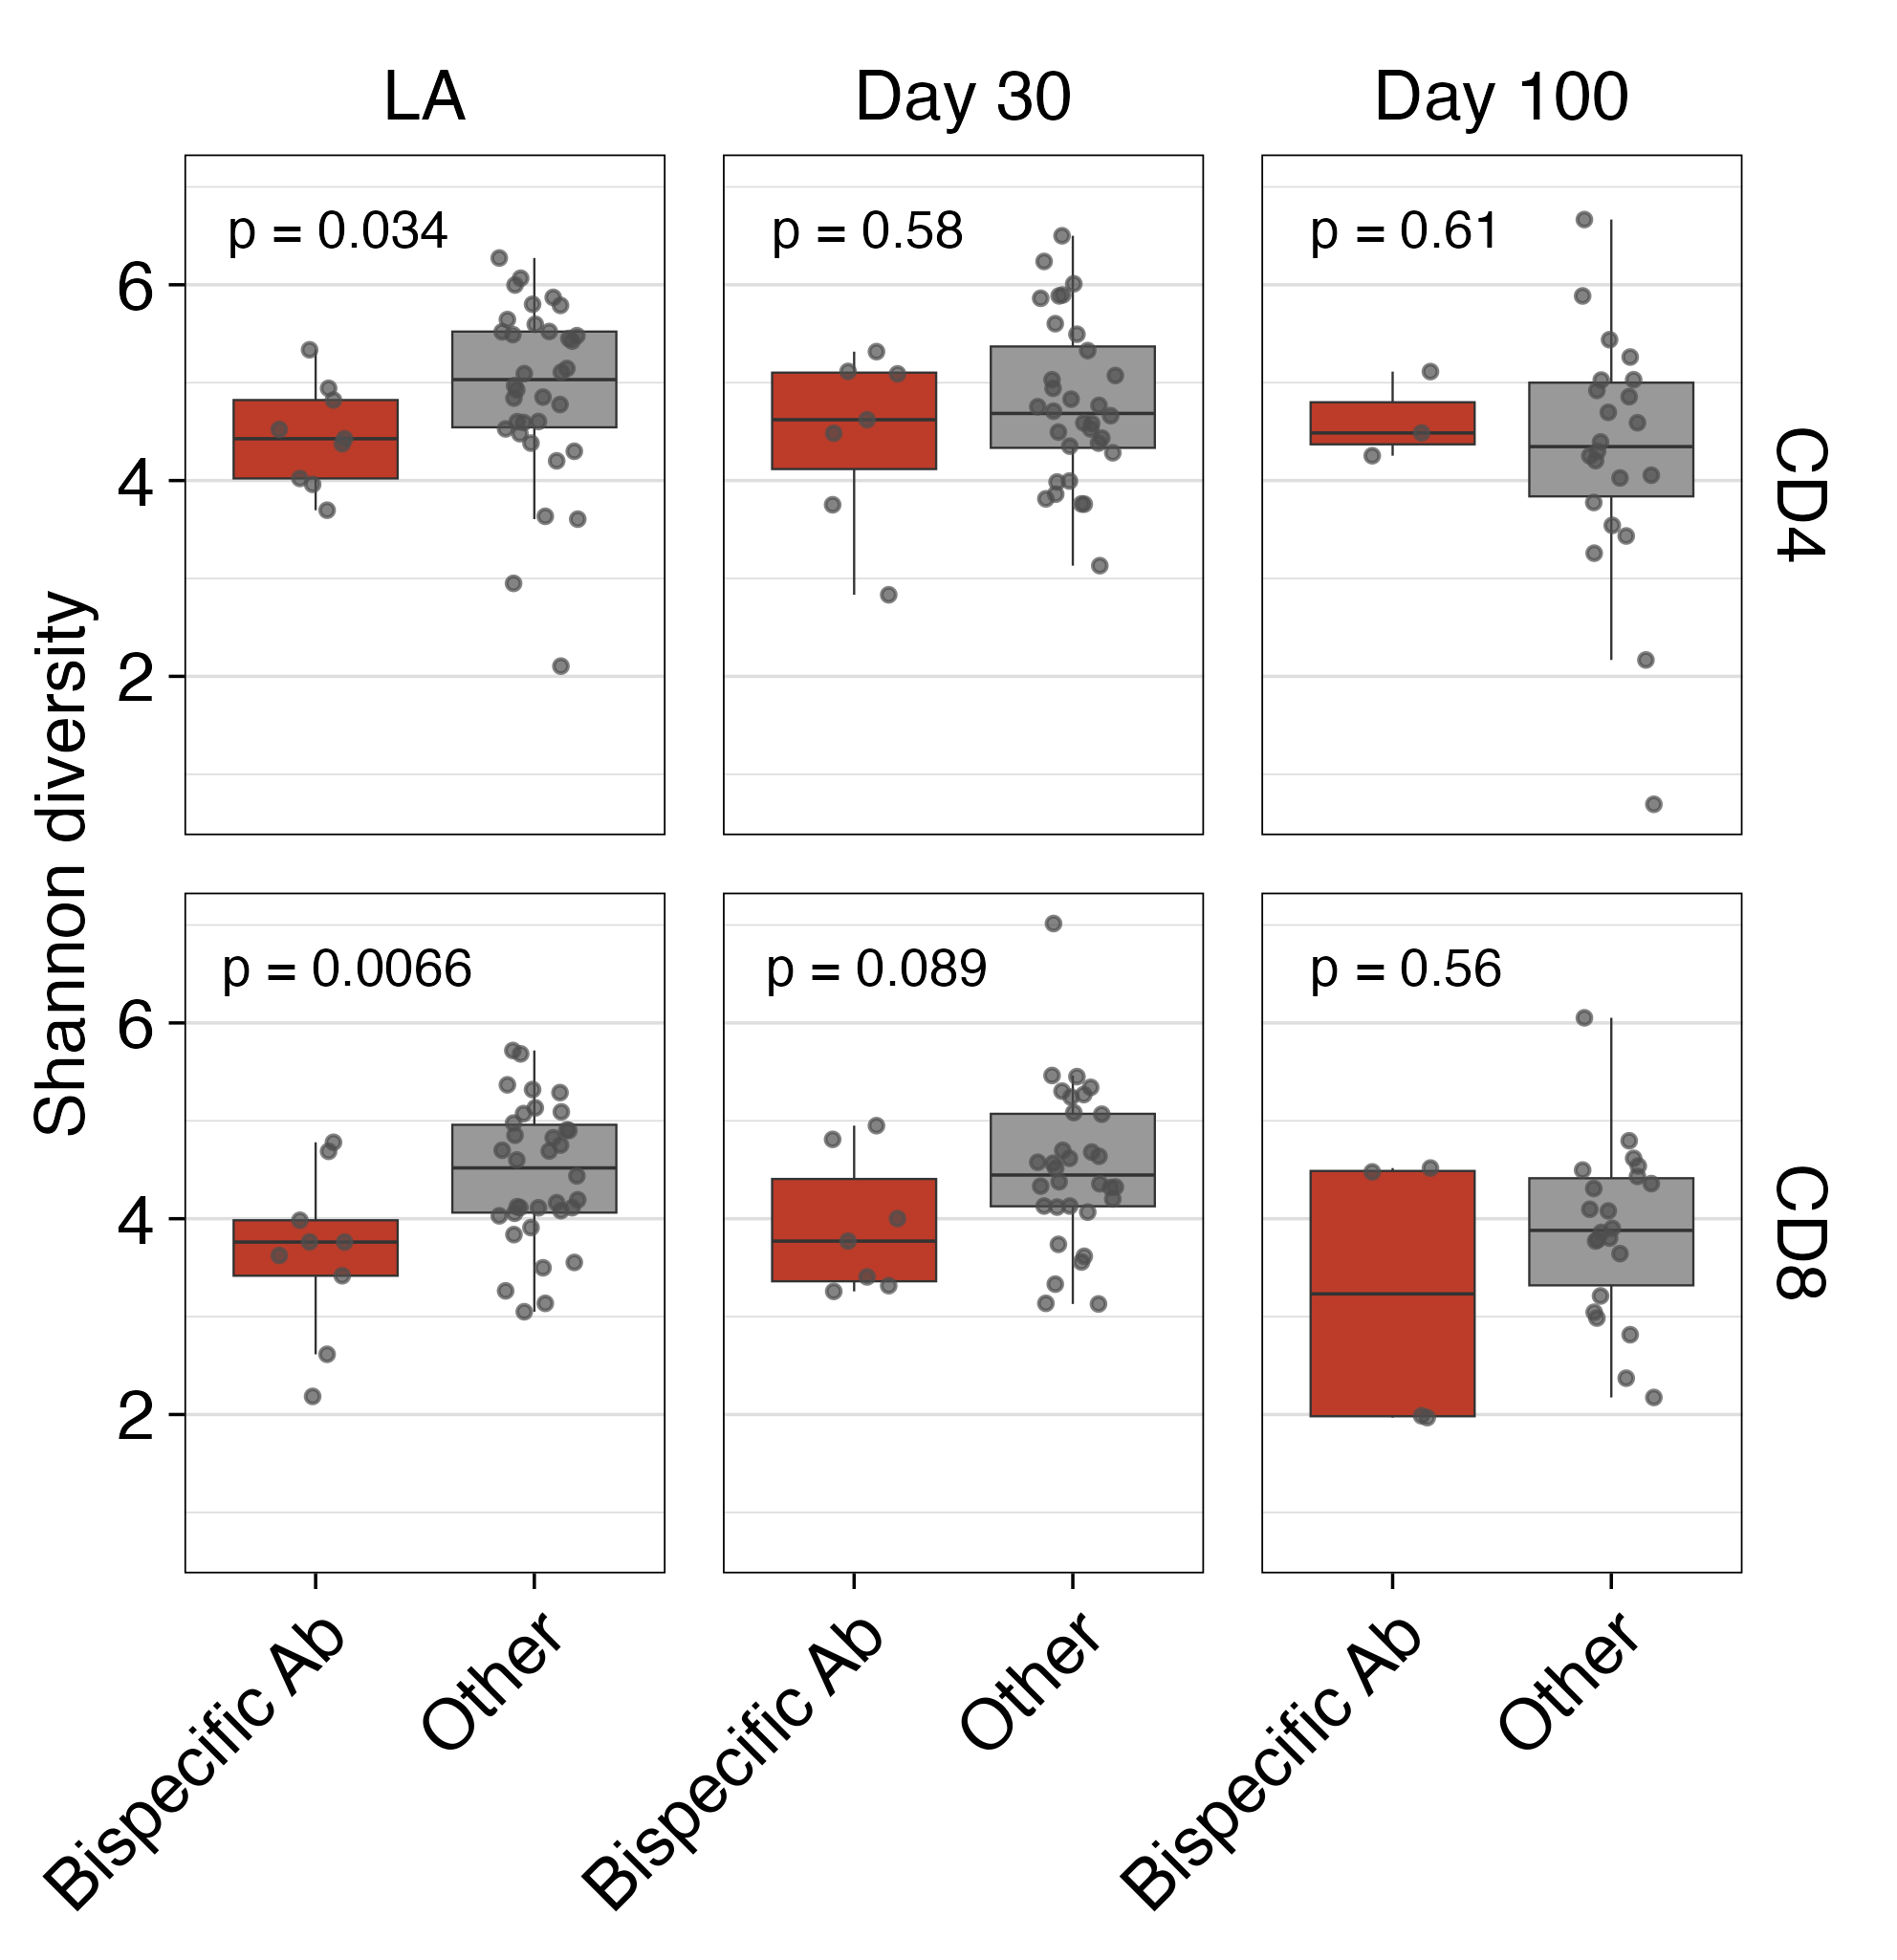 LA
Day 30
Day 100
p = 0.034
p = 0.58
p = 0.61
6
4
2
CD4
Shannon diversity
p = 0.0066
p = 0.089
p = 0.56
6
4
2
CD8
Bispecific Ab
Other
Bispecific Ab
Other
Bispecific Ab
Other